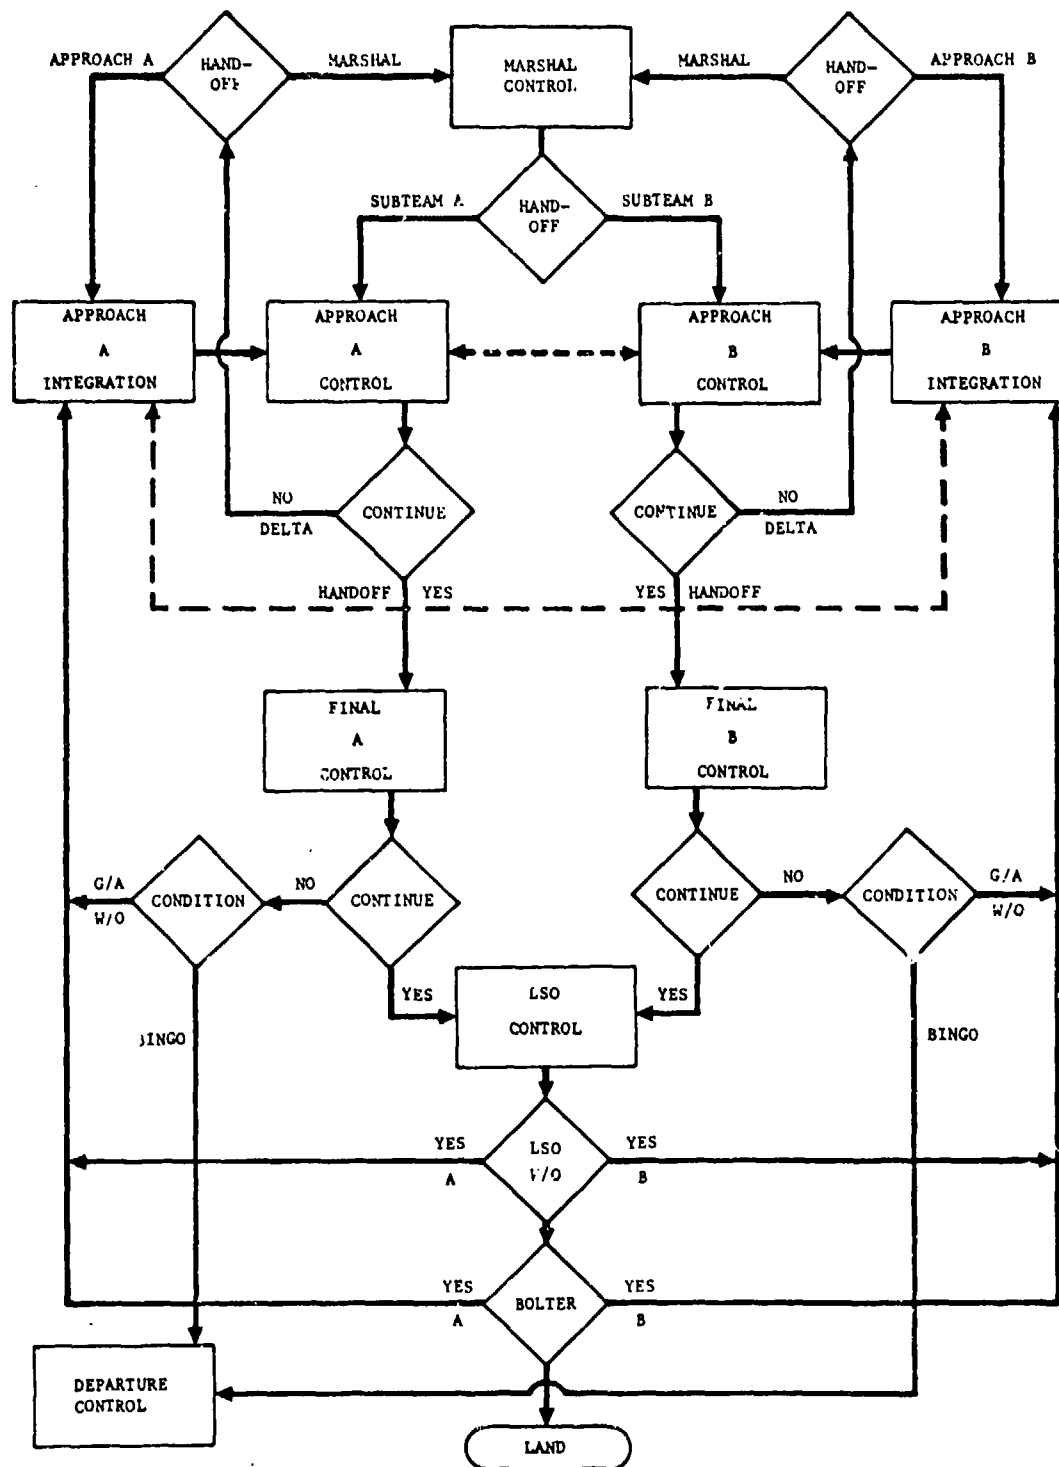 APPROACH A
HAND-
OFF
MARSHAL
MARSHAL
CONTROL
MARSHAL
HAND-
OFF
APPROACH B
SUBTEAM A
HAND-
OFF
SUBTEAM B
APPROACH
A
INTEGRATION
APPROACH
A
CONTROL
APPROACH
B
CONTROL
APPROACH
B
INTEGRATION
NO
DELTA
CONTINUE
CONTINUE
NO
DELTA
HANDOFF
YES
YES
HANDOFF
FINAL
A
CONTROL
FINAL
B
CONTROL
G/A
W/O
CONDITION
NO
CONTINUE
CONTINUE
NO
CONDITION
G/A
W/O
YES
LSO
CONTROL
YES
BINGO
BINGO
YES
A
LSO
W/O
YES
B
YES
A
BOLTER
YES
B
DEPARTURE
CONTROL
LAND